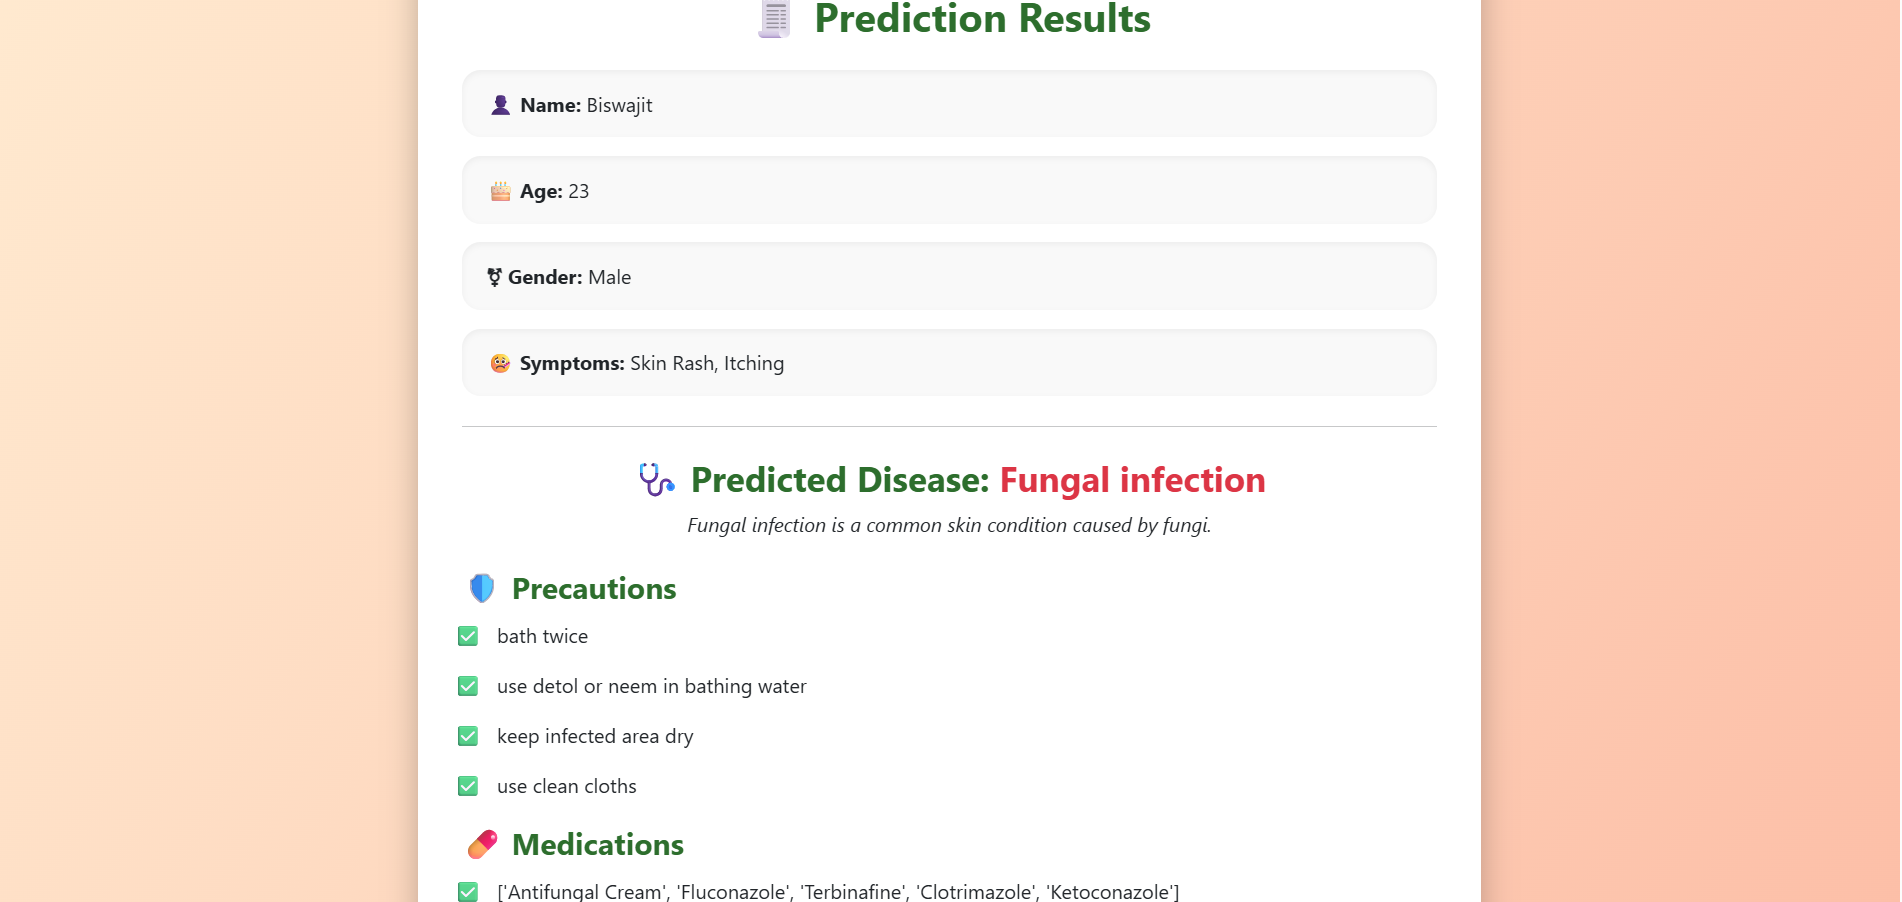 Prediction Results
Name: Biswajit
Age: 23
Gender: Male
Symptoms: Skin Rash, Itching
Predicted Disease: Fungal infection
Fungal infection is a common skin condition caused by fungi.
Precautions
bath twice
use detol or neem in bathing water
keep infected area dry
use clean cloths
Medications
['Antifungal Cream', 'Fluconazole', 'Terbinafine', 'Clotrimazole', 'Ketoconazole']